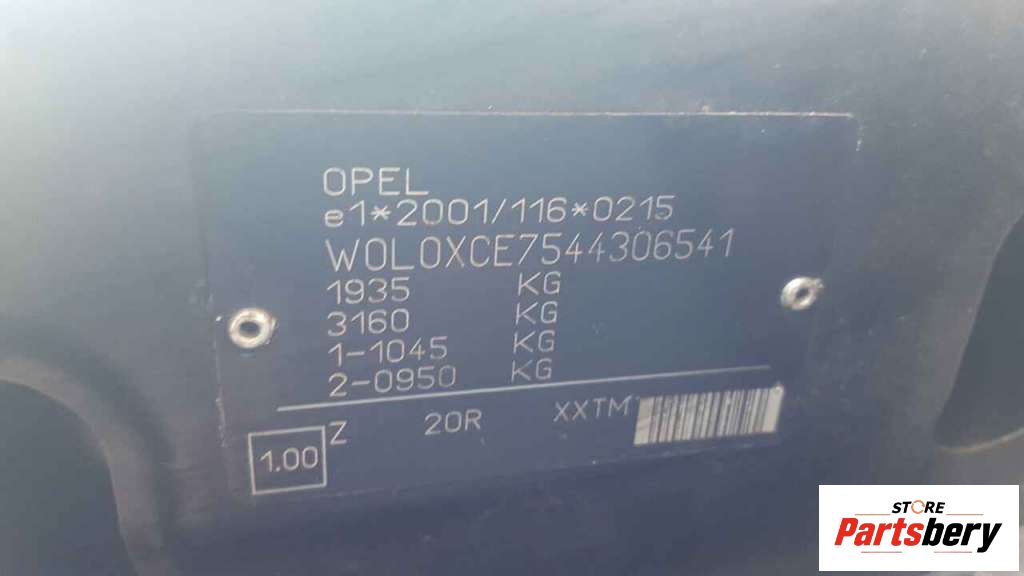 OPEL
e1*2001/116*0215
W0L0XCE7544306541
1935 KG
3160 KG
1-1045 KG
2-0950 KG
1.00 Z 20R XXTM
STORE
Partsbery